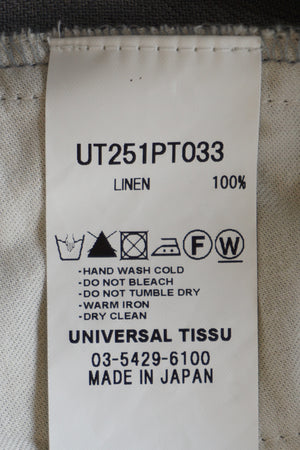 UT251PT033
LINEN 100%
F W
-HAND WASH COLD
-DO NOT BLEACH
-DO NOT TUMBLE DRY
-WARM IRON
-DRY CLEAN
UNIVERSAL TISSU
03-5429-6100
MADE IN JAPAN